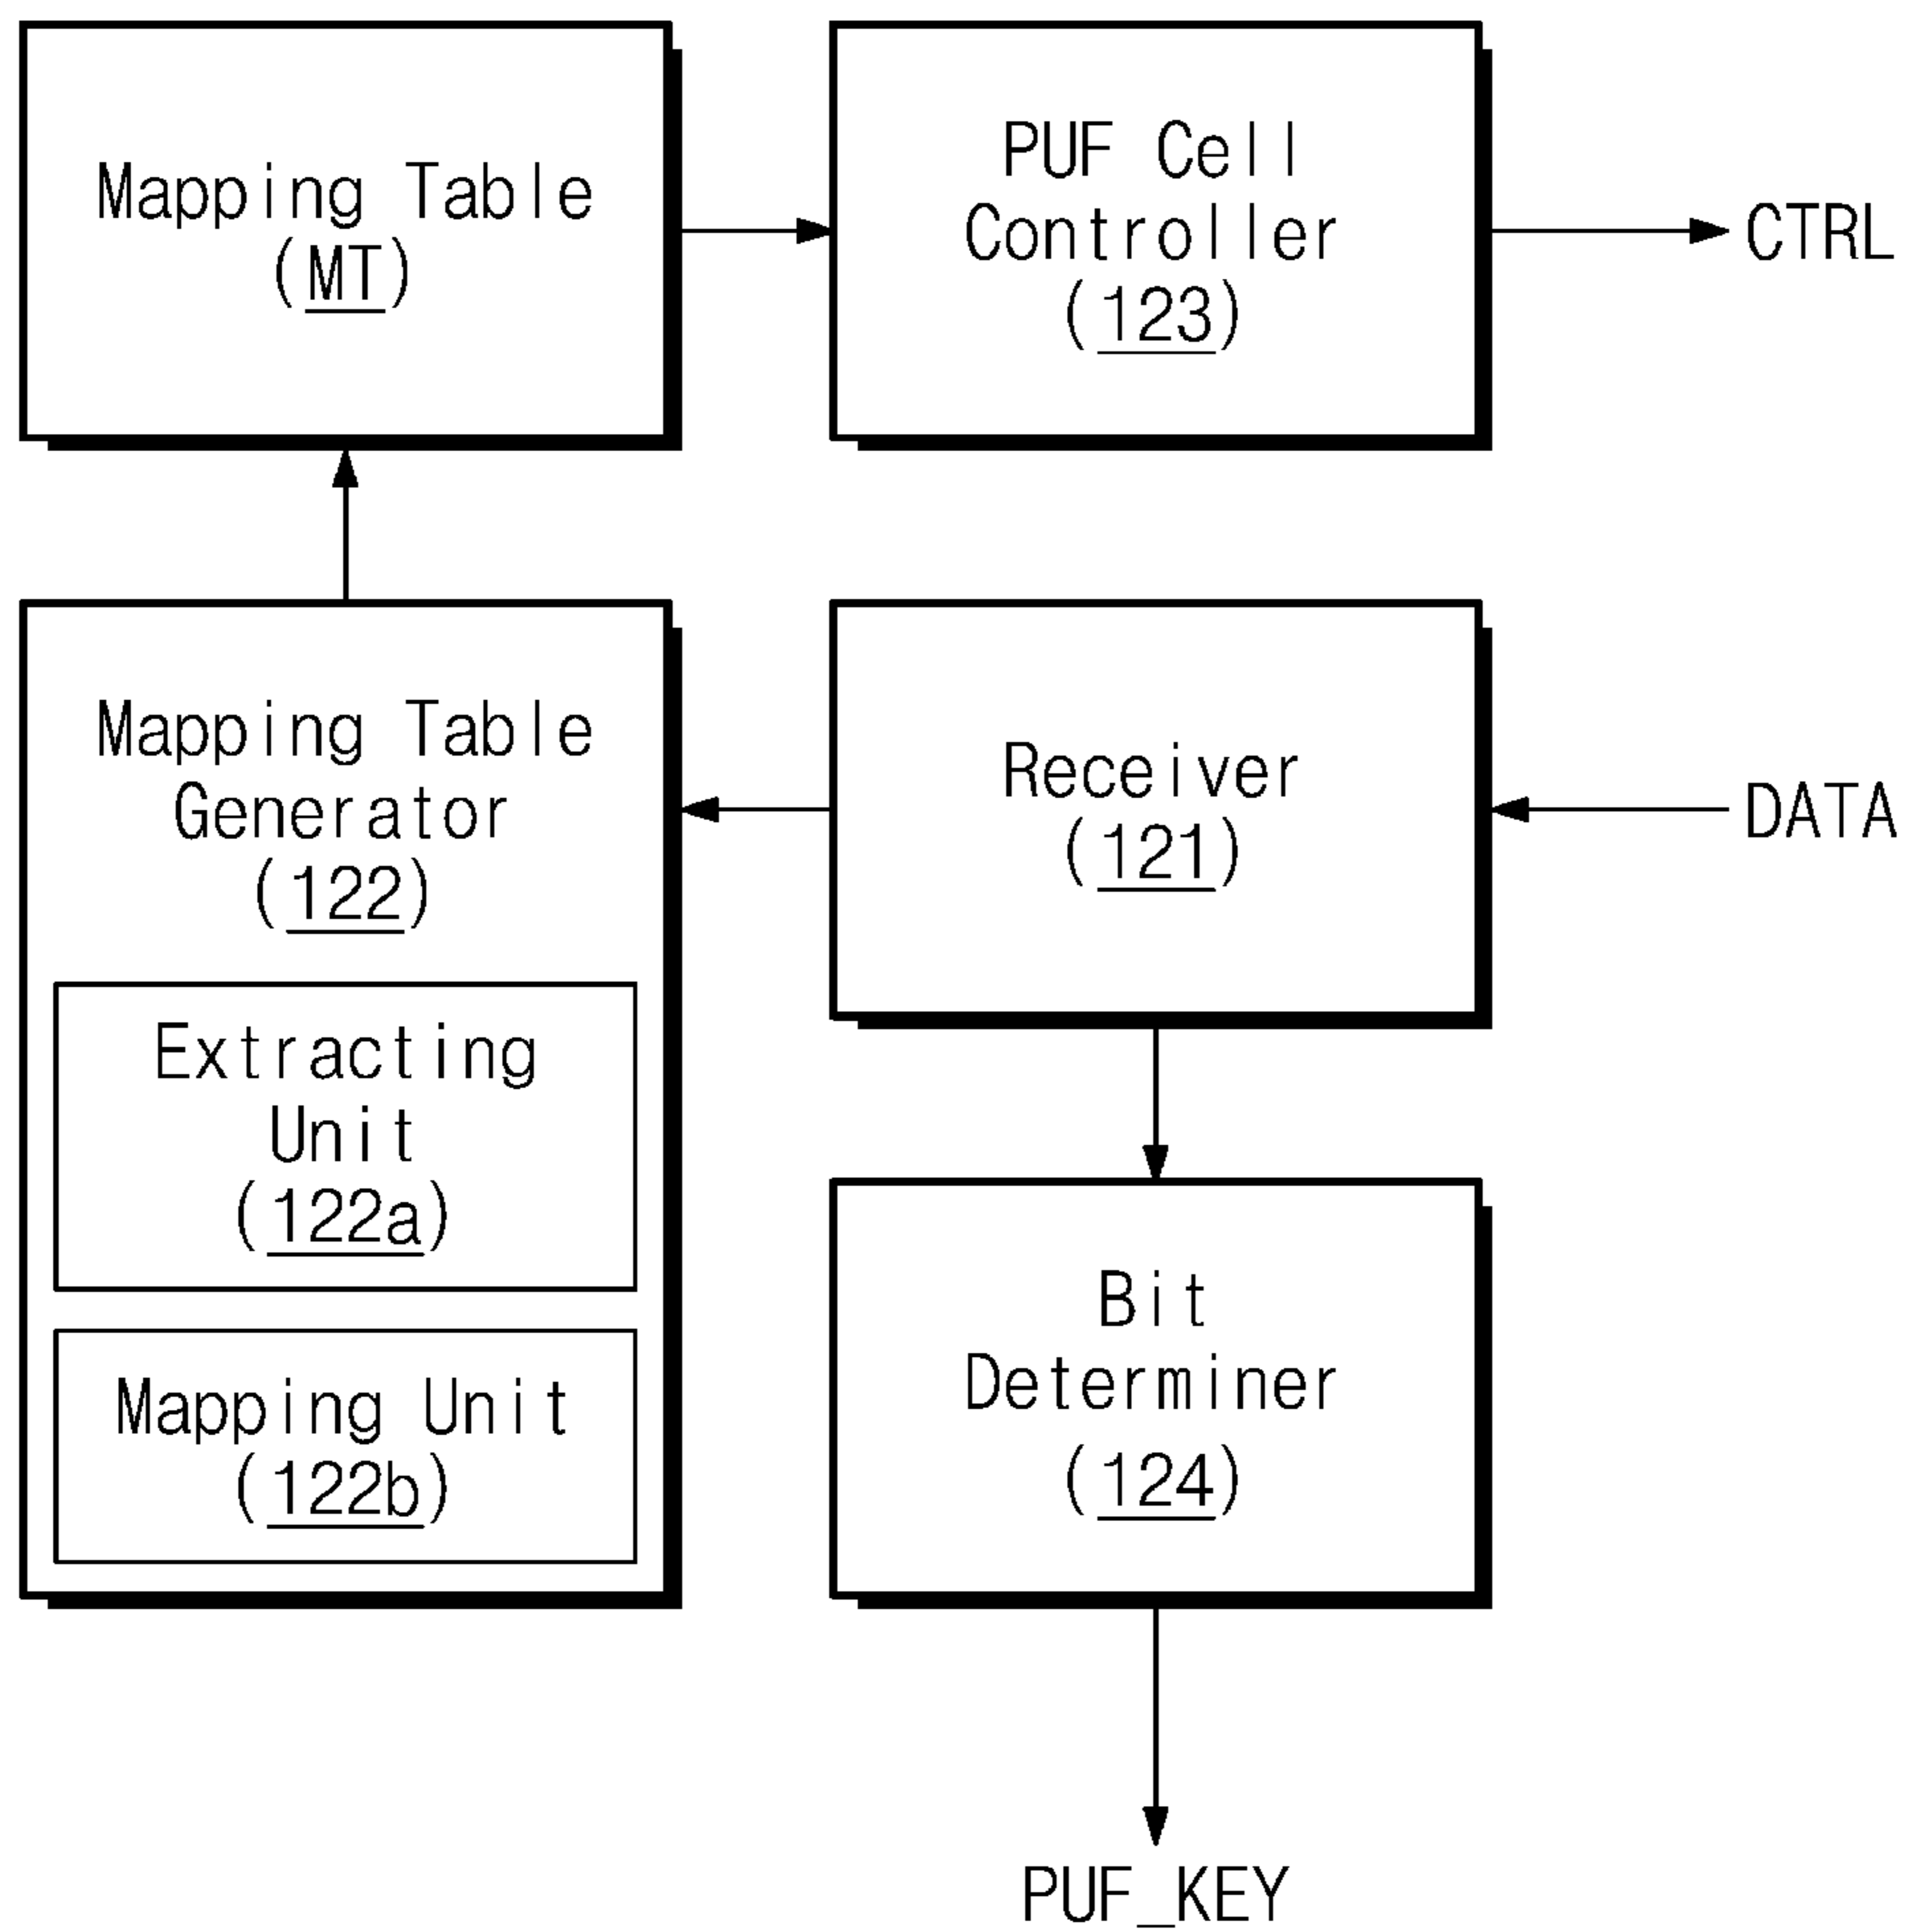 Mapping Table
(MT)
PUF Cell
Controller
(123)
CTRL
Mapping Table
Generator
(122)
Extracting
Unit
(122a)
Mapping Unit
(122b)
Receiver
(121)
DATA
Bit
Determiner
(124)
PUF_KEY